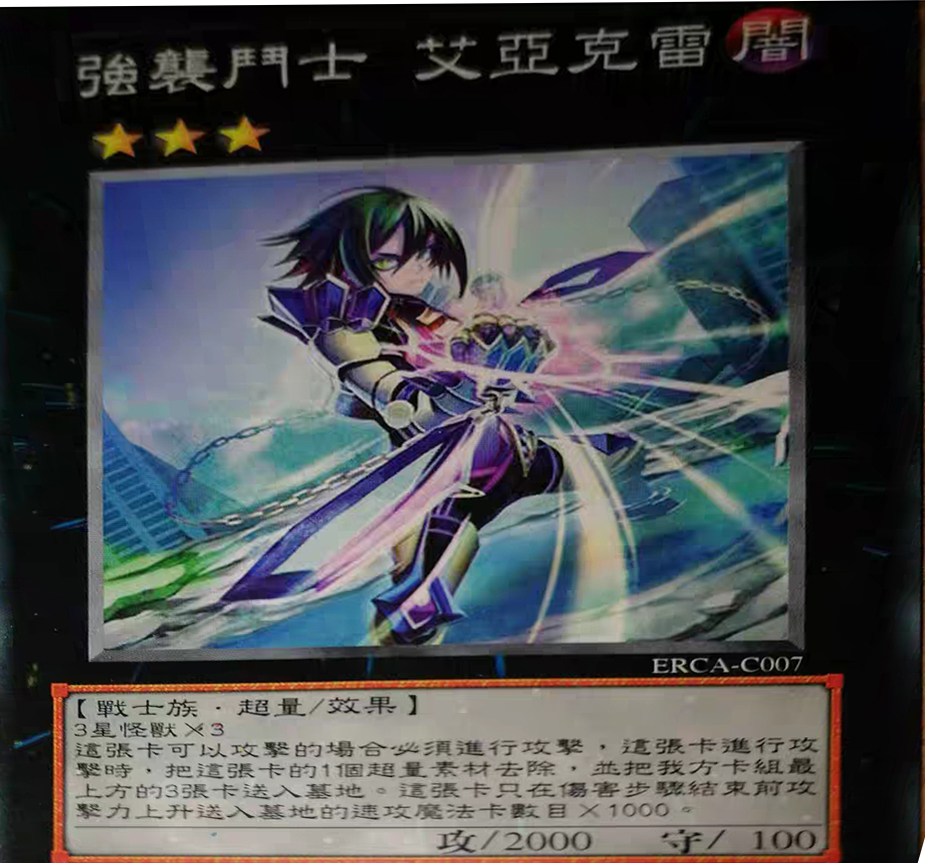 強襲鬥士 艾亞克雷 闇
ERCA-C007
【戰士族・超量/效果】
3星怪獸×3
這張卡可以攻擊的場合必須進行攻擊，這張卡進行攻
擊時，把這張卡的1個超量素材去除，並把我方卡組最
上方的3張卡送入墓地。這張卡只在傷害步驟結束前攻
擊力上升送入墓地的速攻魔法卡數目×1000。
攻/2000 守/ 100